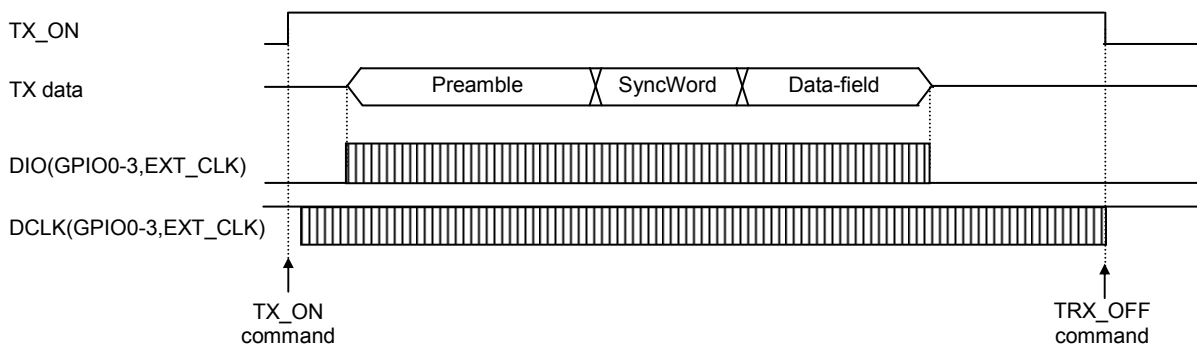 TX_ON
TX data
Preamble
SyncWord
Data-field
DIO(GPIO0-3,EXT_CLK)
DCLK(GPIO0-3,EXT_CLK)
TX_ON
command
TRX_OFF
command